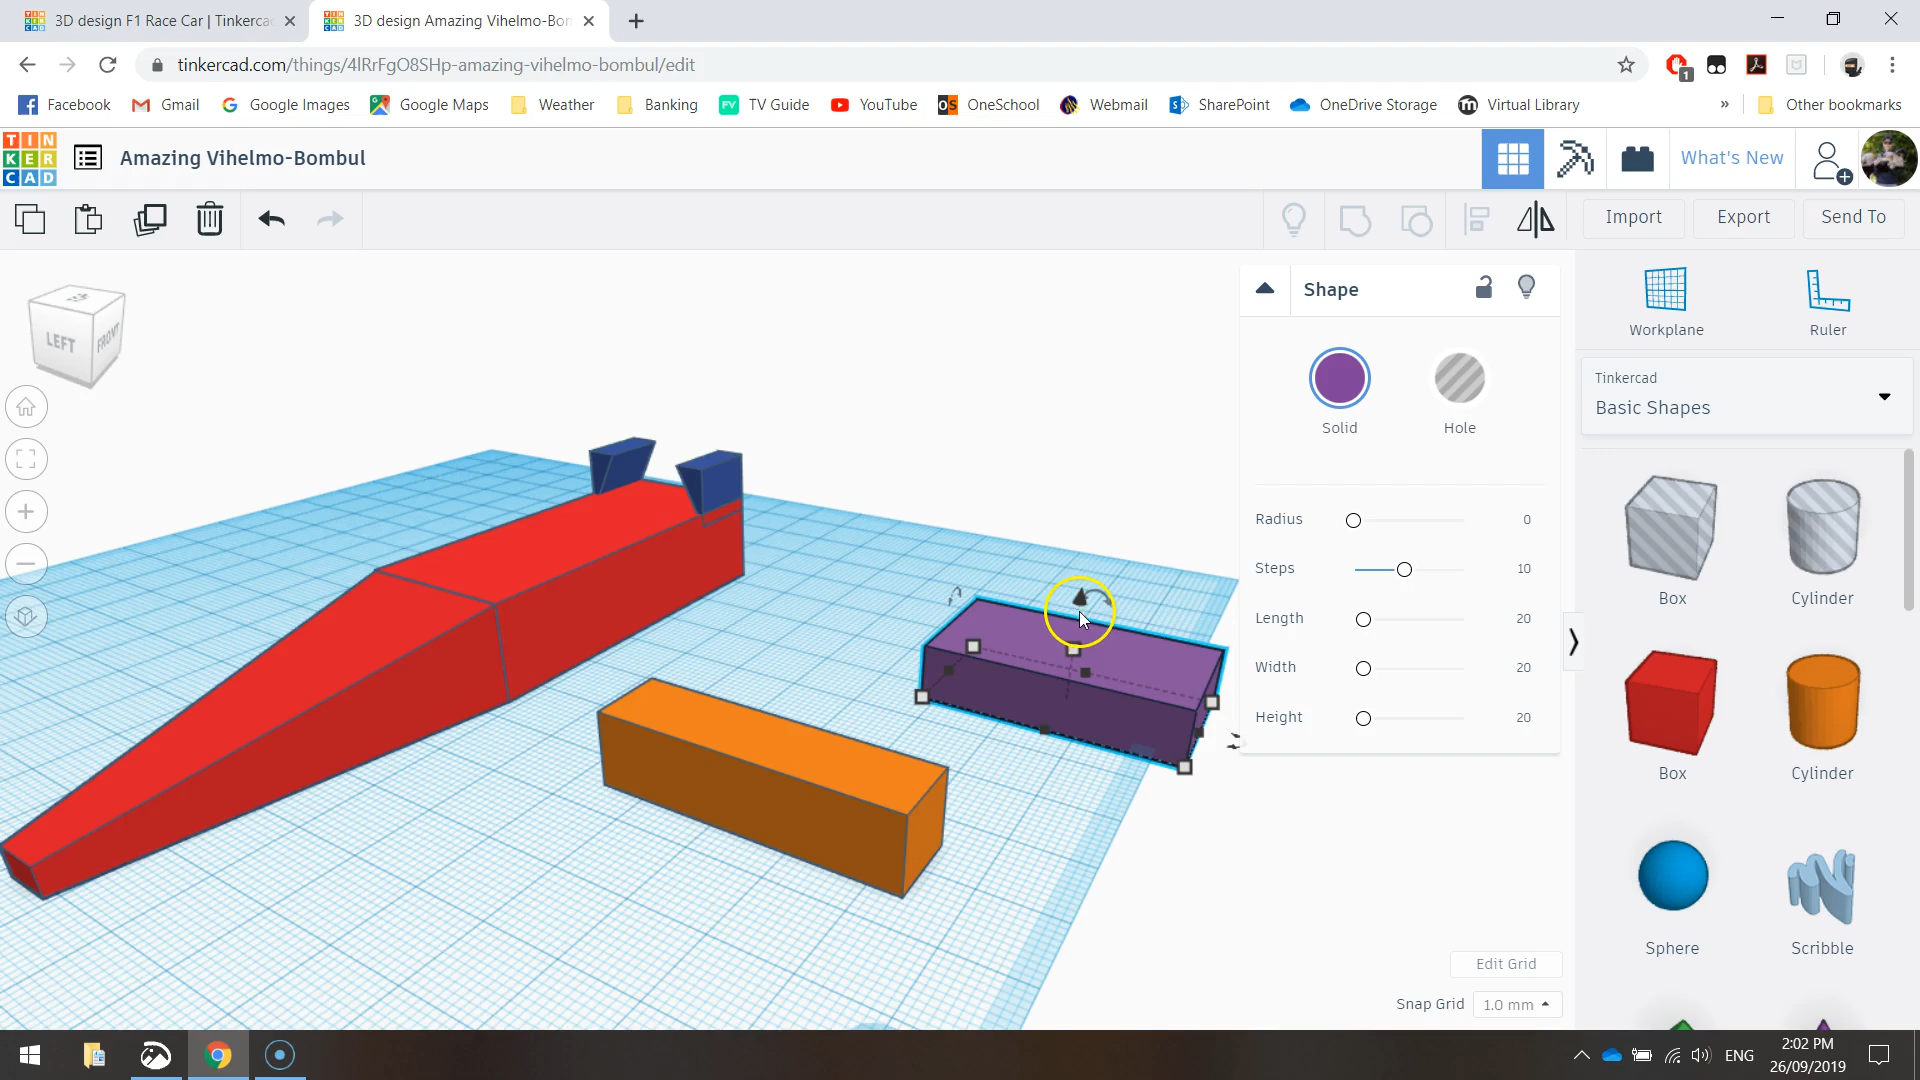 3D design F1 Race Car | Tinkerca
3D design Amazing Vihelmo-Bon
tinkercad.com/things/4lRrFgO8SHp-amazing-vihelmo-bombul/edit
1
Facebook
Gmail
Google Images
Google Maps
Weather
Banking
TV Guide
YouTube
OneSchool
Webmail
SharePoint
OneDrive Storage
Virtual Library
»
Other bookmarks
TIN
KER
CAD
Amazing Vihelmo-Bombul
What's New
Import
Export
Send To
LEFT
FRONT
Shape
Solid
Hole
Radius 0
Steps 10
Length 20
Width 20
Height 20
Workplane
Ruler
Tinkercad
Basic Shapes
Box
Cylinder
Box
Cylinder
Sphere
Scribble
Edit Grid
Snap Grid 1.0 mm
ENG
2:02 PM
26/09/2019